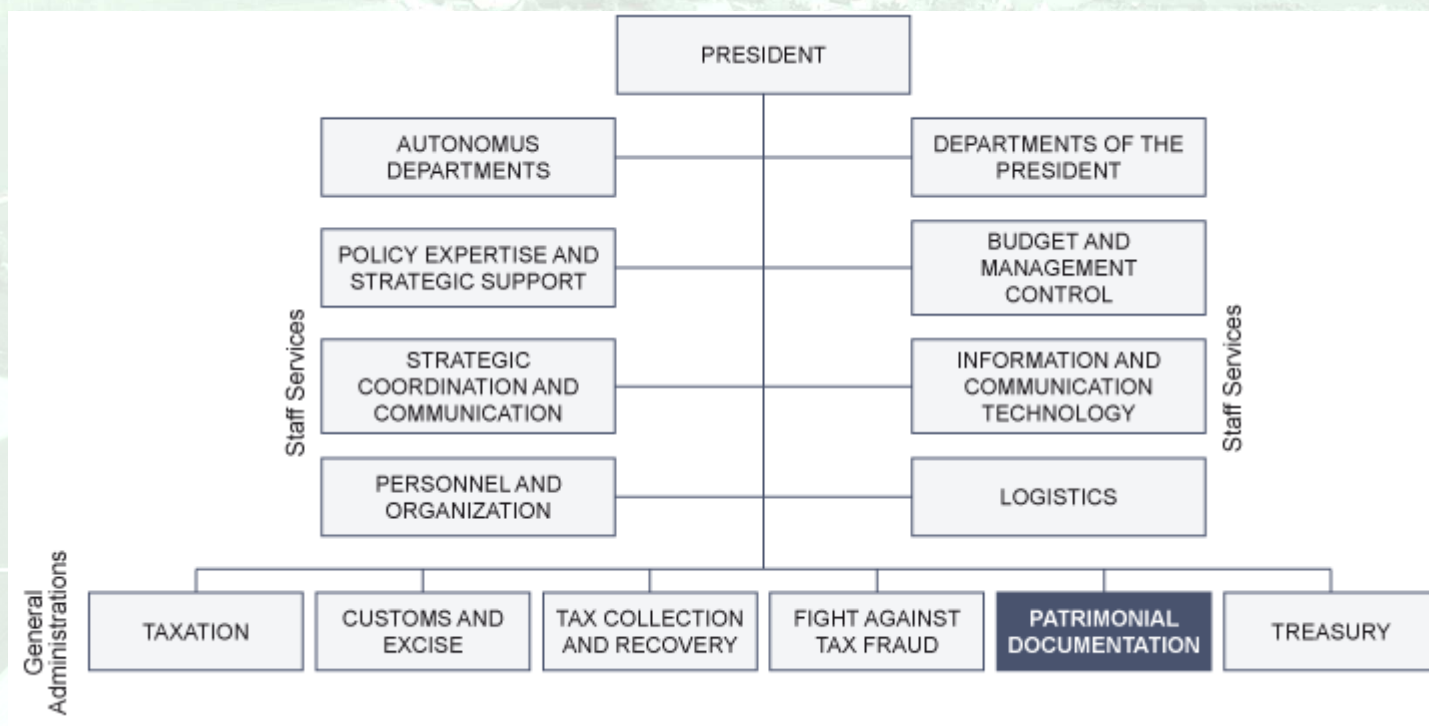 PRESIDENT
AUTONOMUS
DEPARTMENTS
DEPARTMENTS OF THE
PRESIDENT
POLICY EXPERTISE AND
STRATEGIC SUPPORT
BUDGET AND
MANAGEMENT
CONTROL
Staff Services
STRATEGIC
COORDINATION AND
COMMUNICATION
INFORMATION AND
COMMUNICATION
TECHNOLOGY
Staff Services
PERSONNEL AND
ORGANIZATION
LOGISTICS
General
Administrations
TAXATION
CUSTOMS AND
EXCISE
TAX COLLECTION
AND RECOVERY
FIGHT AGAINST
TAX FRAUD
PATRIMONIAL
DOCUMENTATION
TREASURY